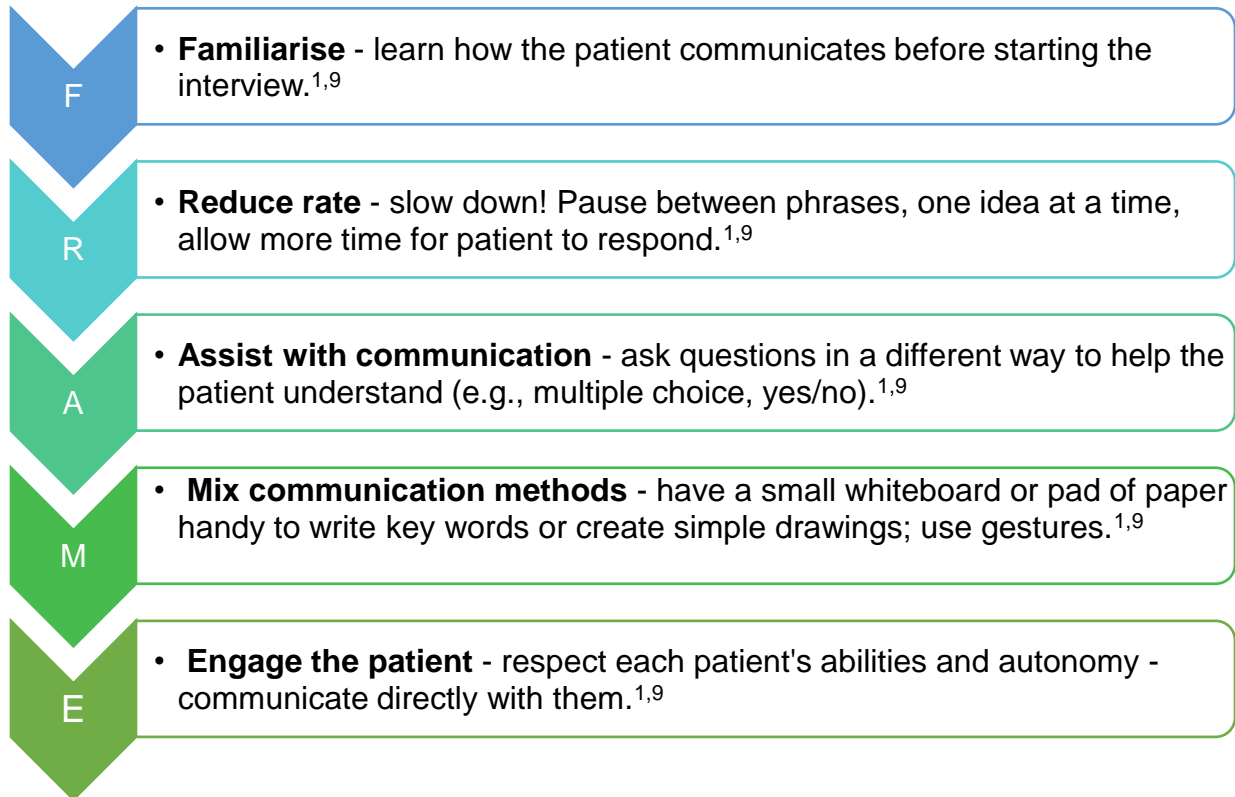 F
• Familiarise - learn how the patient communicates before starting the
interview.1,9
R
• Reduce rate - slow down! Pause between phrases, one idea at a time,
allow more time for patient to respond.1,9
A
• Assist with communication - ask questions in a different way to help the
patient understand (e.g., multiple choice, yes/no).1,9
M
• Mix communication methods - have a small whiteboard or pad of paper
handy to write key words or create simple drawings; use gestures.1,9
E
• Engage the patient - respect each patient's abilities and autonomy -
communicate directly with them.1,9